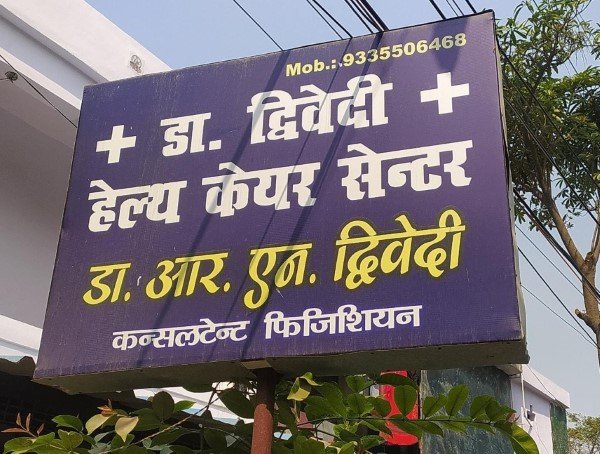 Mob.:.9335506468
+ डा. द्विवेदी +
हेल्थ केयर सेन्टर
डा. आर. एन. द्विवेदी
कन्सलटेन्ट फिजिशियन